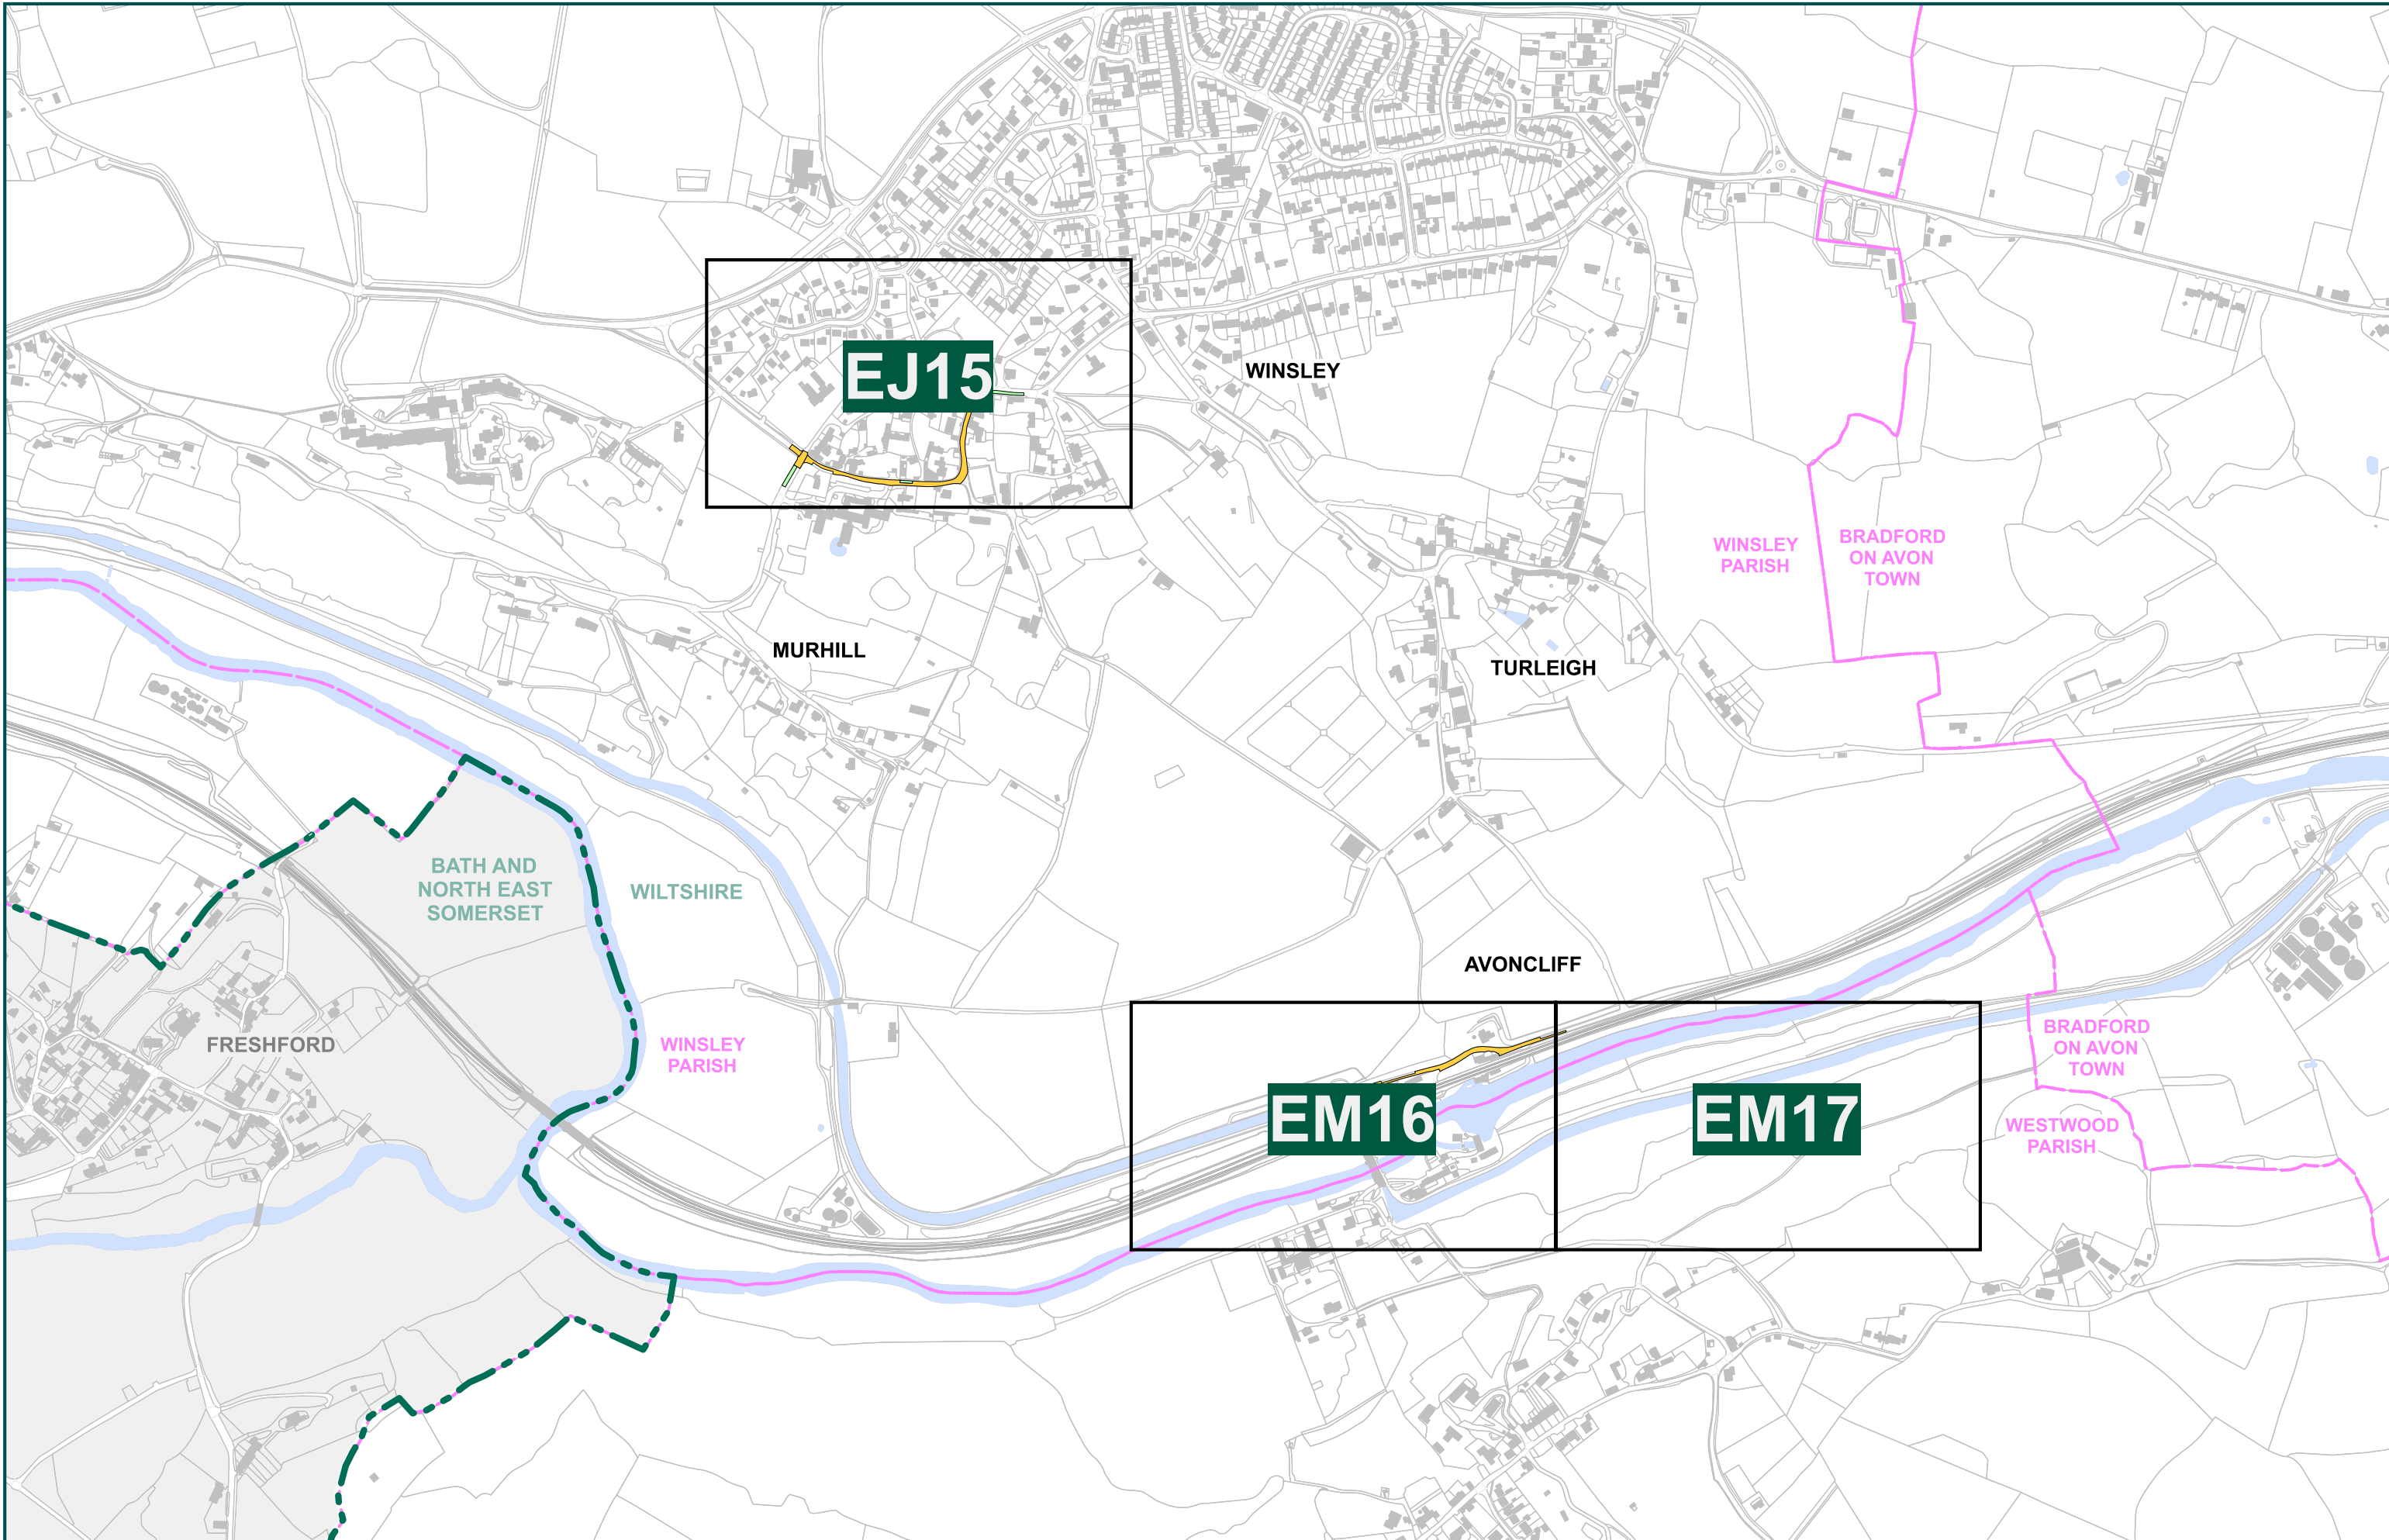 EJ15
WINSLEY
WINSLEY
PARISH
BRADFORD
ON AVON
TOWN
MURHILL
TURLEIGH
BATH AND
NORTH EAST
SOMERSET
WILTSHIRE
AVONCLIFF
FRESHFORD
WINSLEY
PARISH
BRADFORD
ON AVON
TOWN
EM16
EM17
WESTWOOD
PARISH